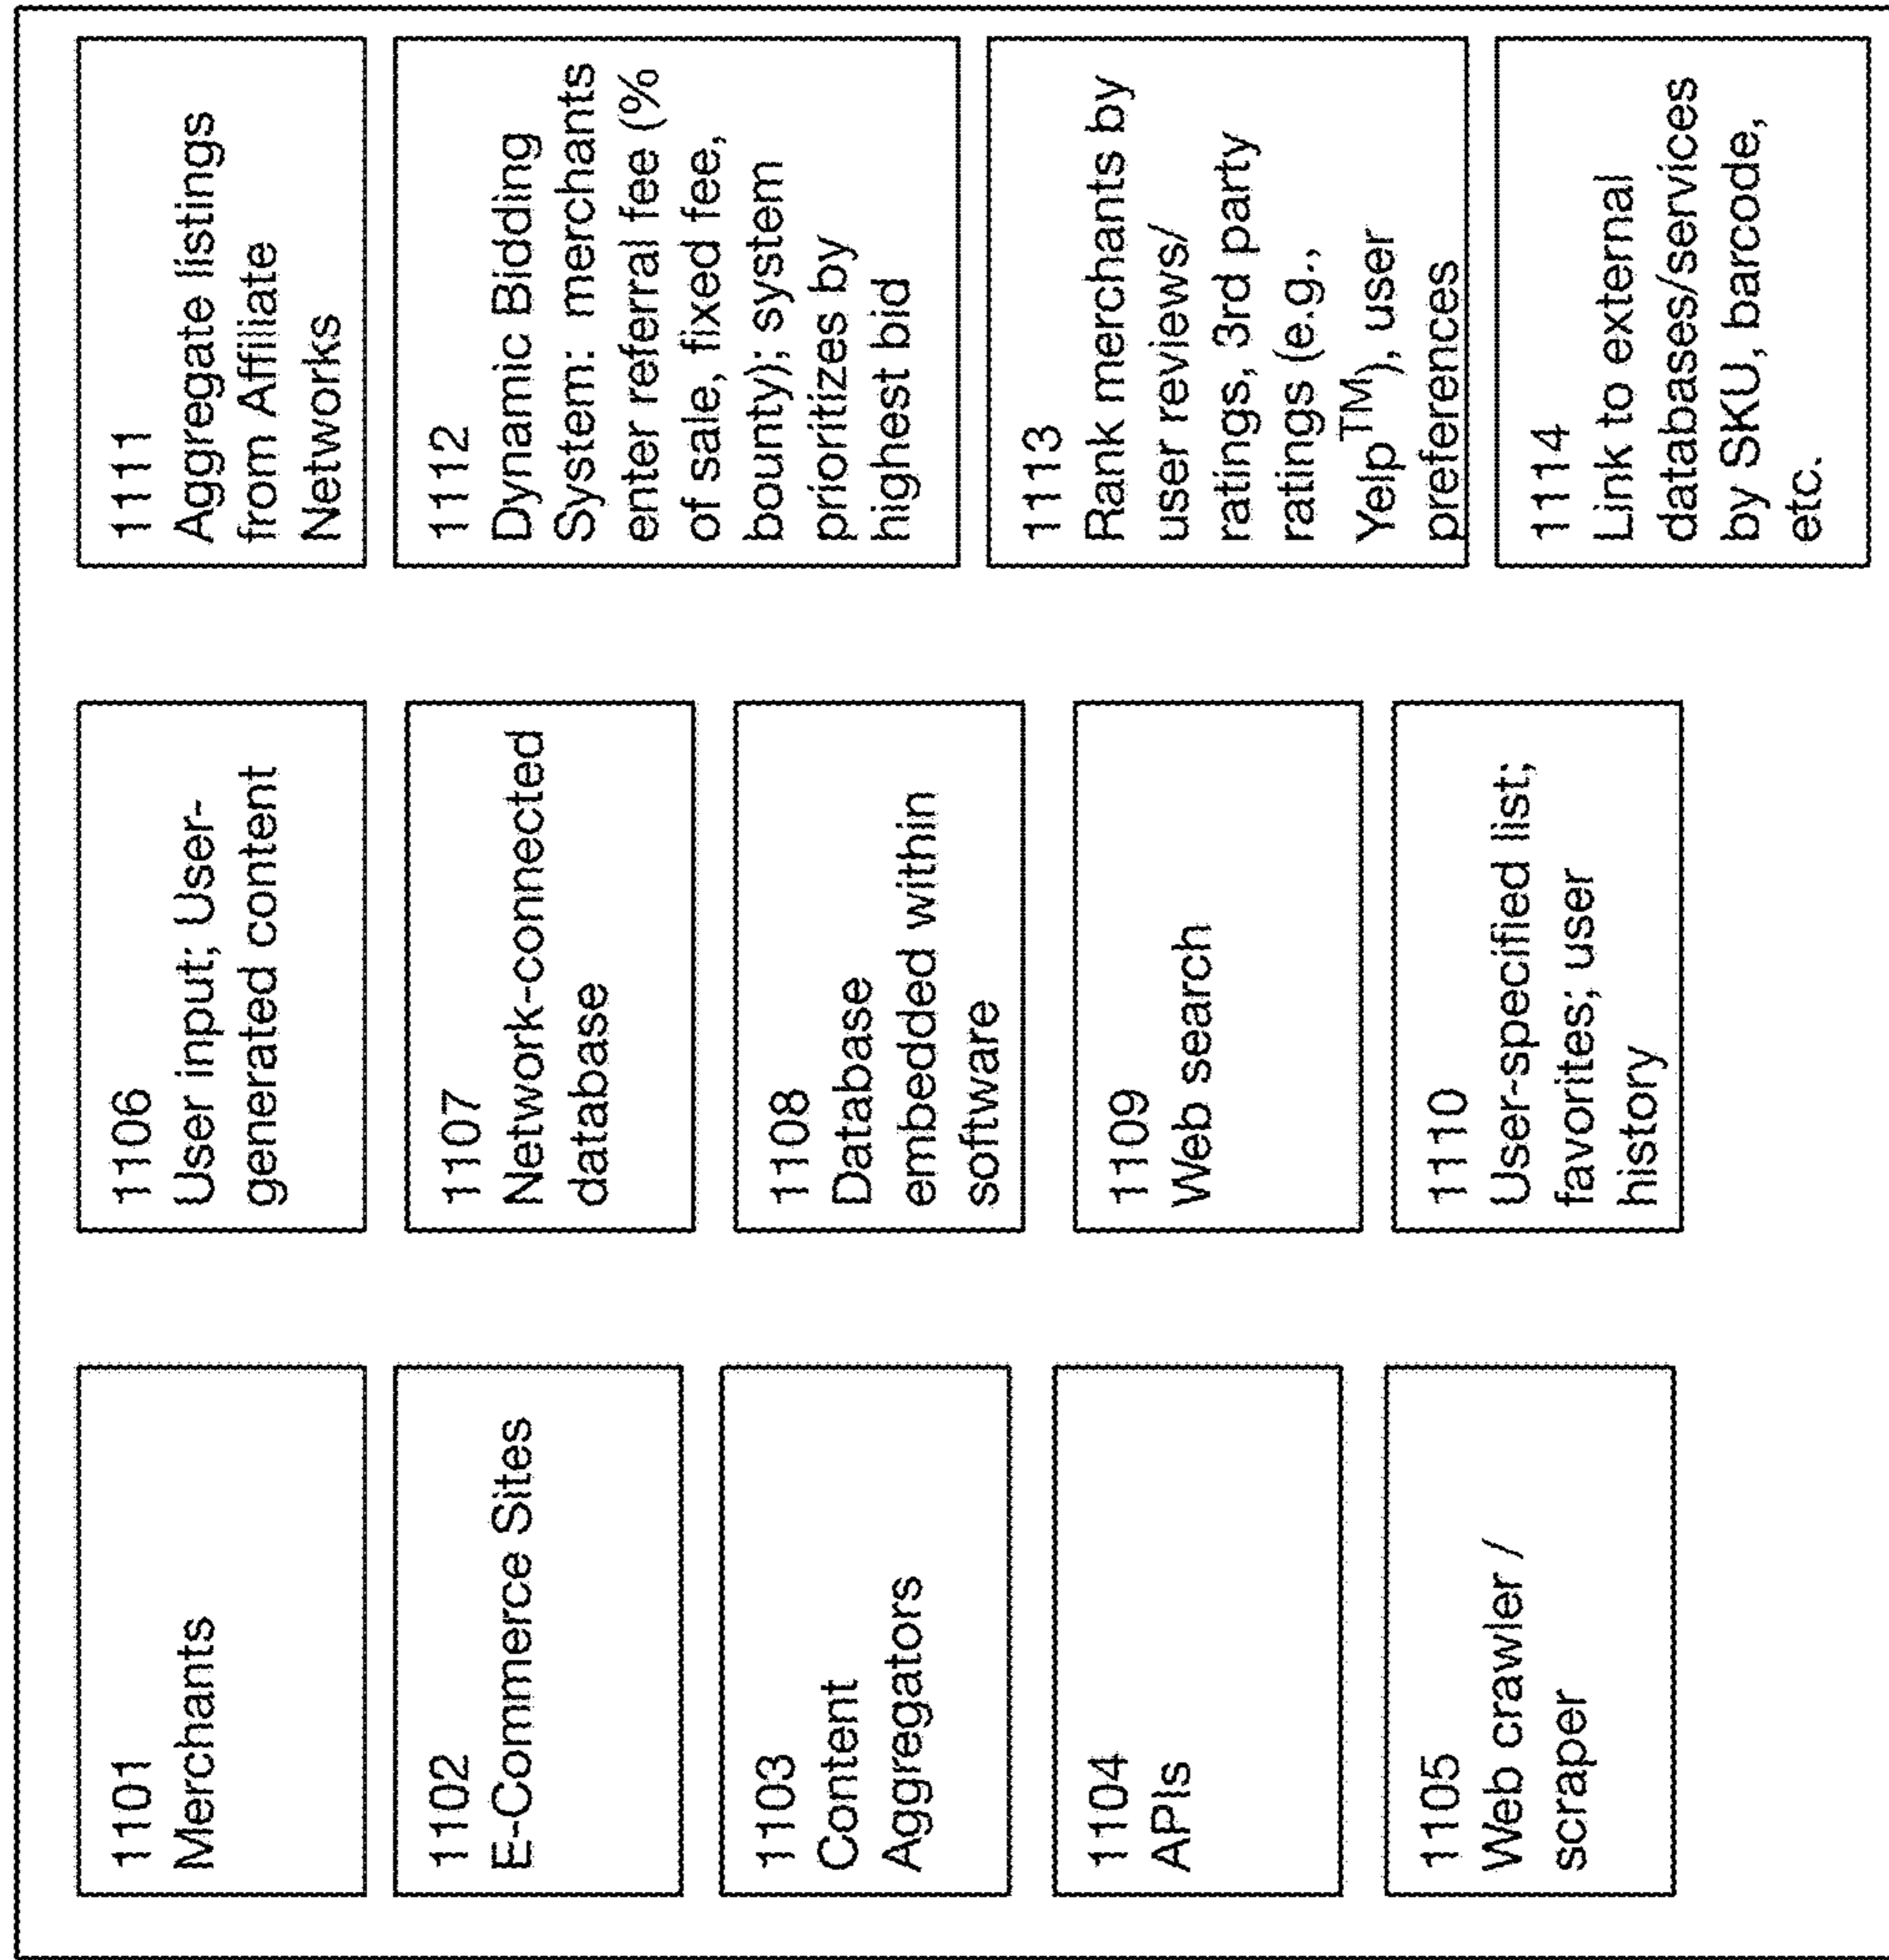 1101
Merchants
1102
E-Commerce Sites
1103
Content
Aggregators
1104
APIs
1105
Web crawler /
scraper
1106
User input; User-
generated content
1107
Network-connected
database
1108
Database
embedded within
software
1109
Web search
1110
User-specified list;
favorites; user
history
1111
Aggregate listings
from Affiliate
Networks
1112
Dynamic Bidding
System: merchants
enter referral fee (%
of sale, fixed fee,
bounty); system
prioritizes by
highest bid
1113
Rank merchants by
user reviews/
ratings, 3rd party
ratings (e.g.,
Yelp™), user
preferences
1114
Link to external
databases/services
by SKU, barcode,
etc.